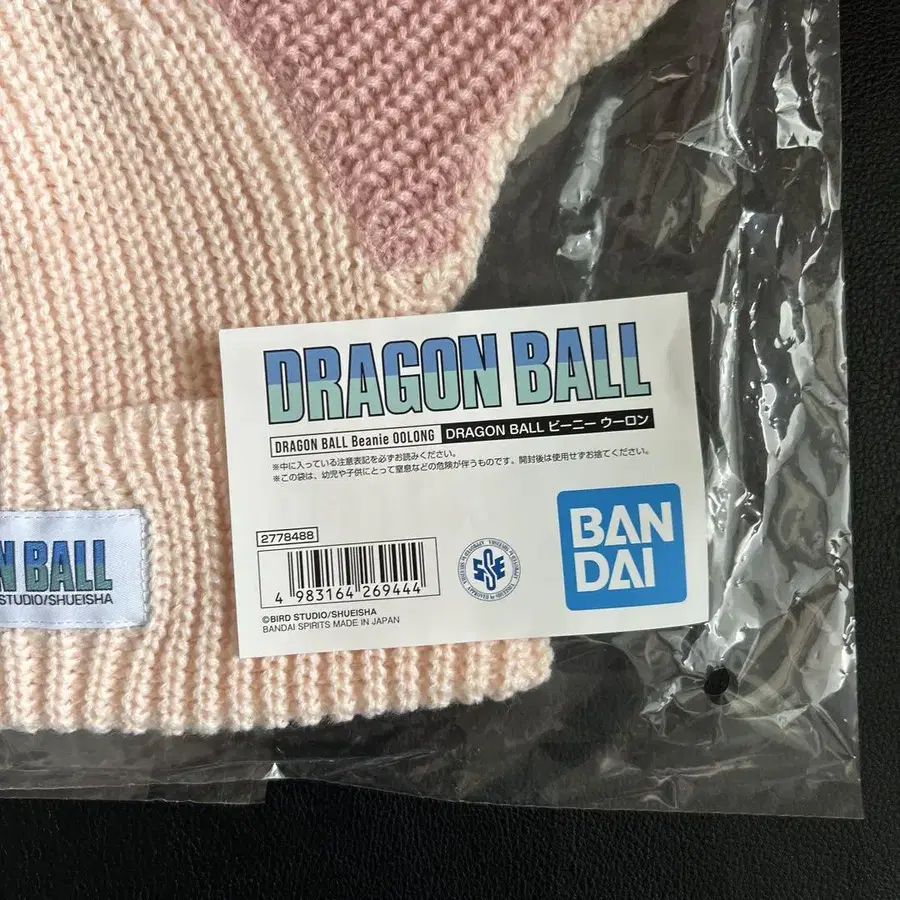 DRAGON BALL
DRAGON BALL Beanie OOLONG DRAGON BALL ビーニー ウーロン
※中に入っている注意表記を必ずお読みください。
※この袋は、幼児や子供にとって窒息などの危険が伴うものです。開封後は使用せずお捨てください。
2778488
4 983164 269444
©BIRD STUDIO/SHUEISHA
BANDAI SPIRITS MADE IN JAPAN
BAN
DAI
N BALL
STUDIO/SHUEISHA